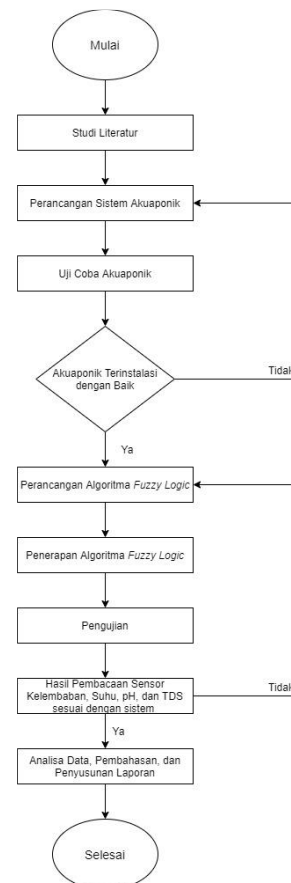 Mulai
Studi Literatur
Perancangan Sistem Akuaponik
Uji Coba Akuaponik
Akuaponik Terinstalasi
dengan Baik
Tidak
Ya
Perancangan Algoritma Fuzzy Logic
Penerapan Algoritma Fuzzy Logic
Pengujian
Hasil Pembacaan Sensor
Kelembaban, Suhu, pH, dan TDS
sesuai dengan sistem
Tidak
Ya
Analisa Data, Pembahasan, dan
Penyusunan Laporan
Selesai